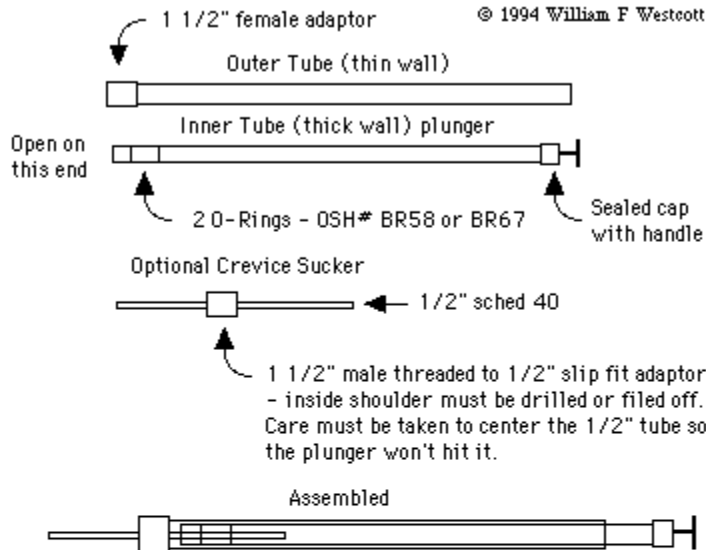 1 1/2" female adaptor
© 1994 William F Westcott
Outer Tube (thin wall)
Inner Tube (thick wall) plunger
Open on
this end
2 O-Rings - OSH# BR58 or BR67
Sealed cap
with handle
Optional Crevice Sucker
1/2" sched 40
1 1/2" male threaded to 1/2" slip fit adaptor
- inside shoulder must be drilled or filed off.
Care must be taken to center the 1/2" tube so
the plunger won't hit it.
Assembled